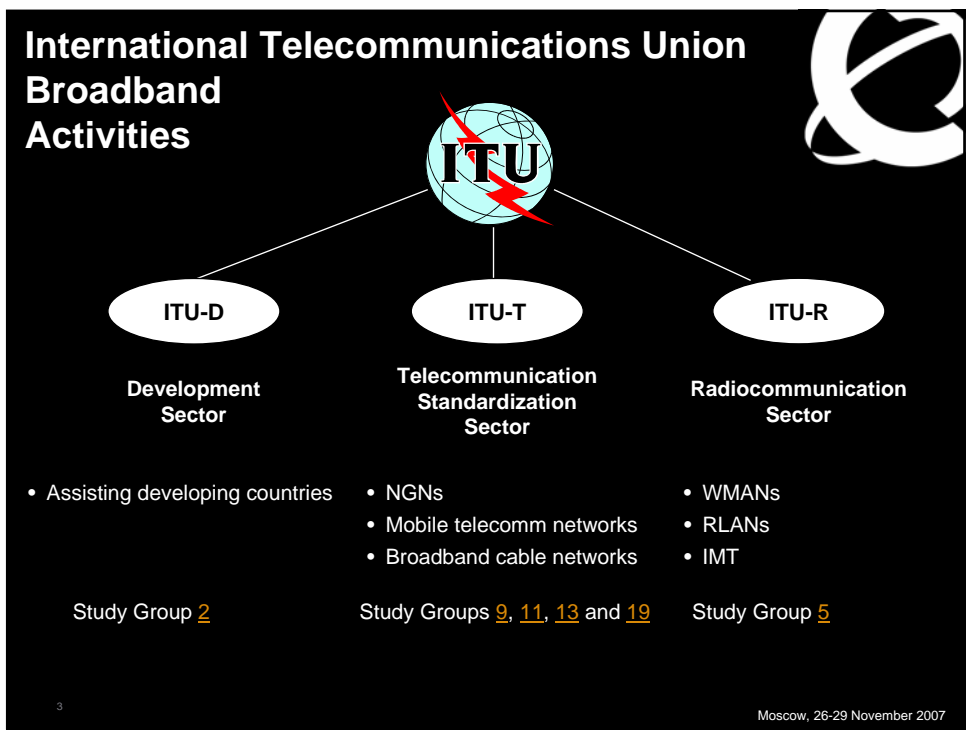 International Telecommunications Union
Broadband
Activities
ITU
ITU-D
ITU-T
ITU-R
Development
Sector
Telecommunication
Standardization
Sector
Radiocommunication
Sector
• Assisting developing countries
• NGNs
• Mobile telecomm networks
• Broadband cable networks
• WMANs
• RLANs
• IMT
Study Group 2
Study Groups 9, 11, 13 and 19
Study Group 5
3
Moscow, 26-29 November 2007